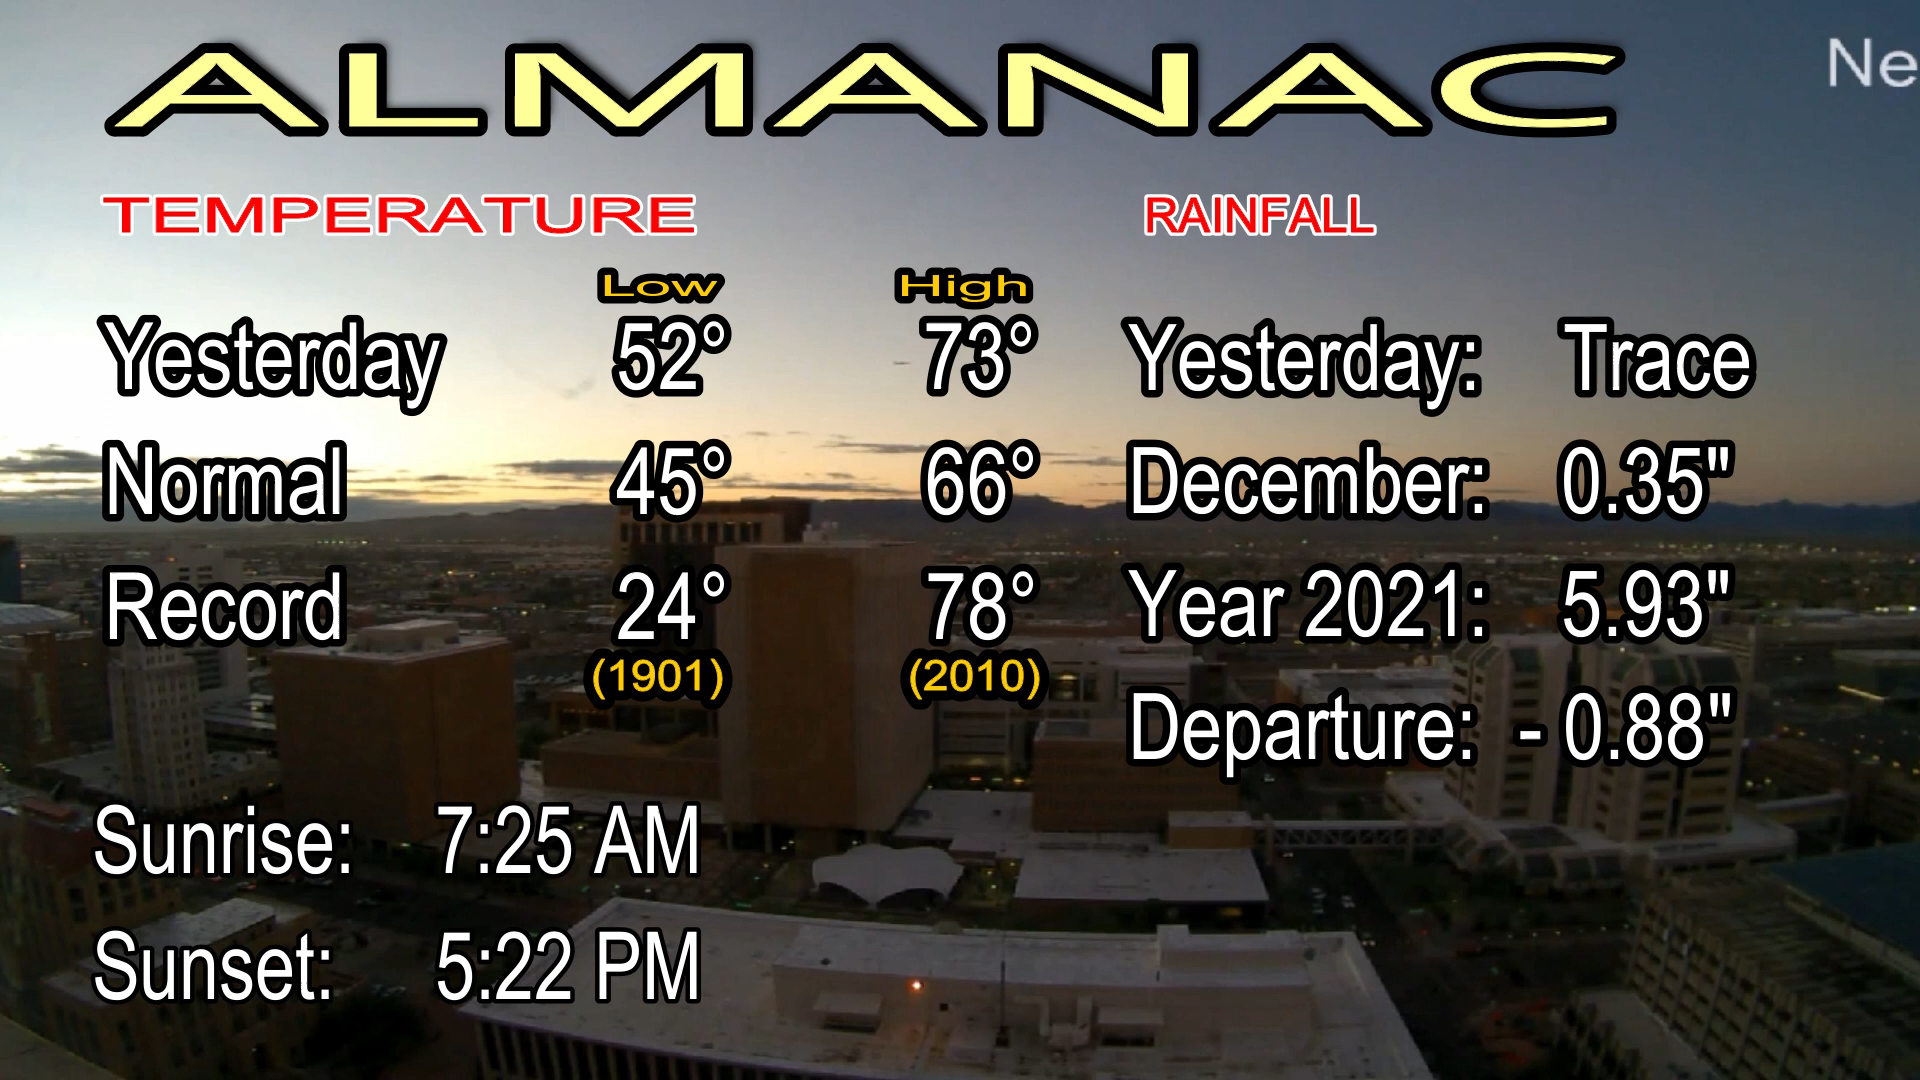 ALMANAC
Ne
TEMPERATURE
RAINFALL
Low High
Yesterday 52° 73°
Normal 45° 66°
Record 24° 78°
(1901) (2010)
Yesterday: Trace
December: 0.35"
Year 2021: 5.93"
Departure: - 0.88"
Sunrise: 7:25 AM
Sunset: 5:22 PM